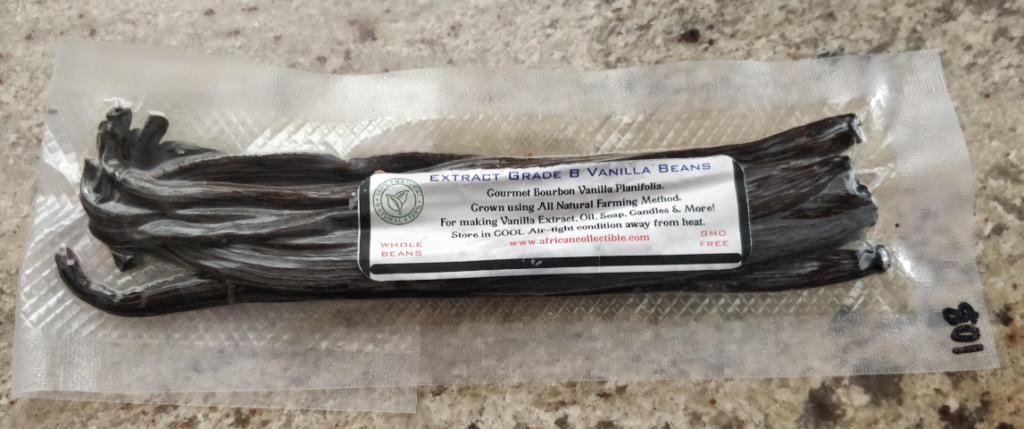 EXTRACT GRADE B VANILLA BEANS
Gourmet Bourbon Vanilla Planifolia.
Grown using All Natural Farming Method.
For making Vanilla Extract, Oil, Soap, Candles & More!
Store in COOL Air-tight condition away from heat.
www.africancollectible.com
WHOLE
BEANS
GMO
FREE
108